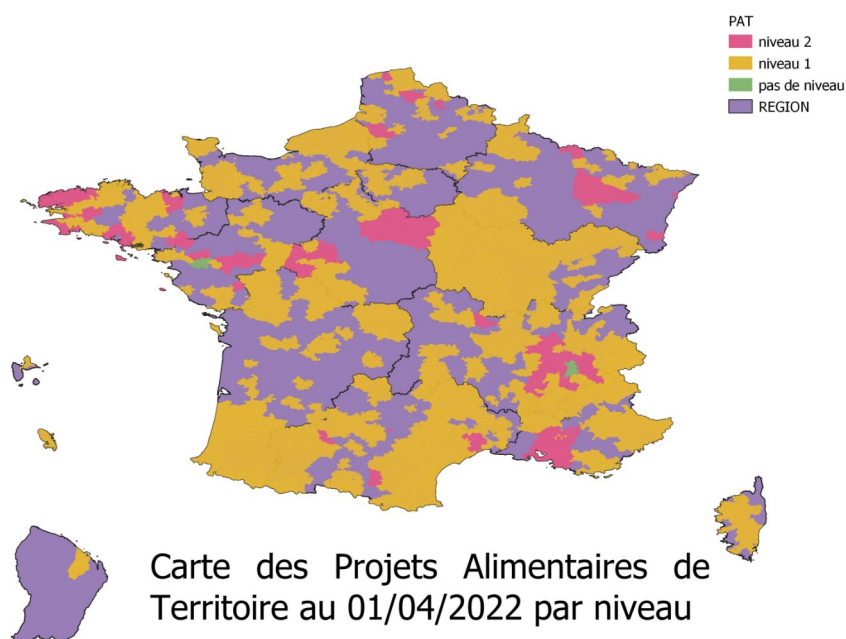 PAT
niveau 2
niveau 1
pas de niveau
REGION
Carte des Projets Alimentaires de
Territoire au 01/04/2022 par niveau